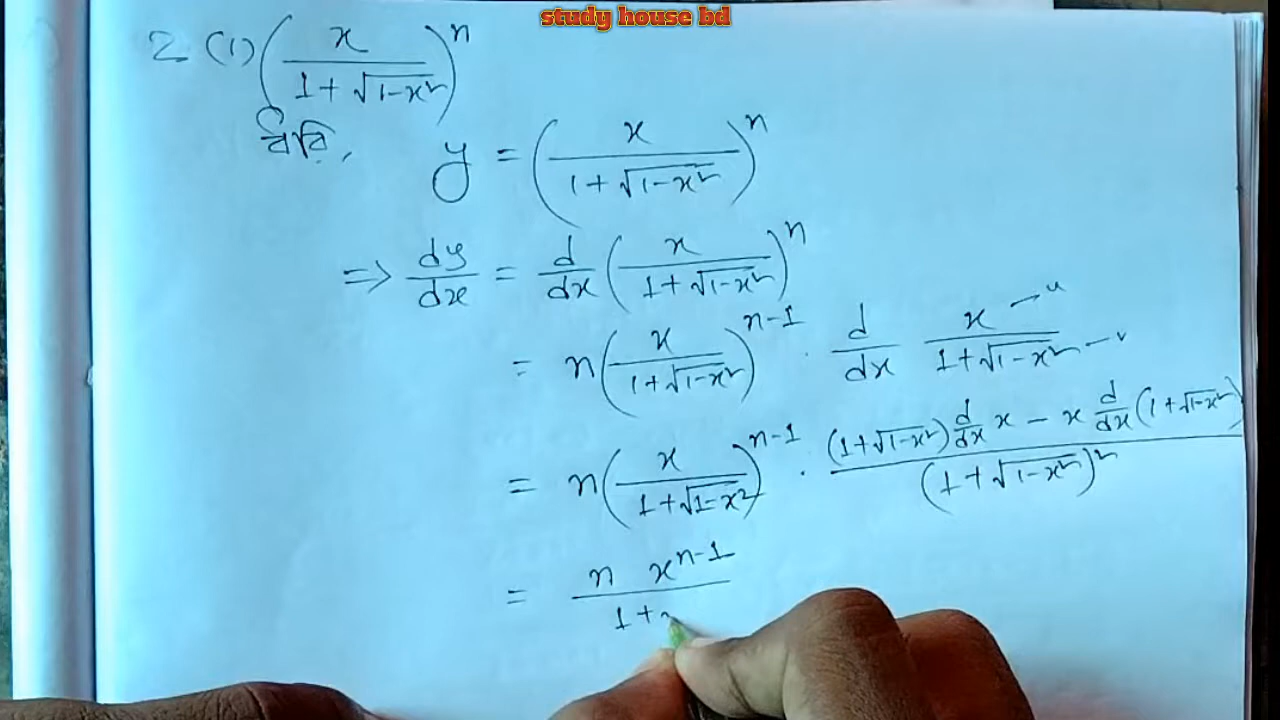 study house bd
2 (1) (x / (1+√(1-x²)))ⁿ
ধরি, y = (x / (1+√(1-x²)))ⁿ
⇒ dy/dx = d/dx (x / (1+√(1-x²)))ⁿ
= n(x / (1+√(1-x²)))ⁿ⁻¹ · d/dx x / (1+√(1-x²)) —u —v
= n(x / (1+√(1-x²)))ⁿ⁻¹ · ((1+√(1-x²)) d/dx x − x d/dx (1+√(1-x²))) / (1+√(1-x²))²
= n xⁿ⁻¹ / 1+